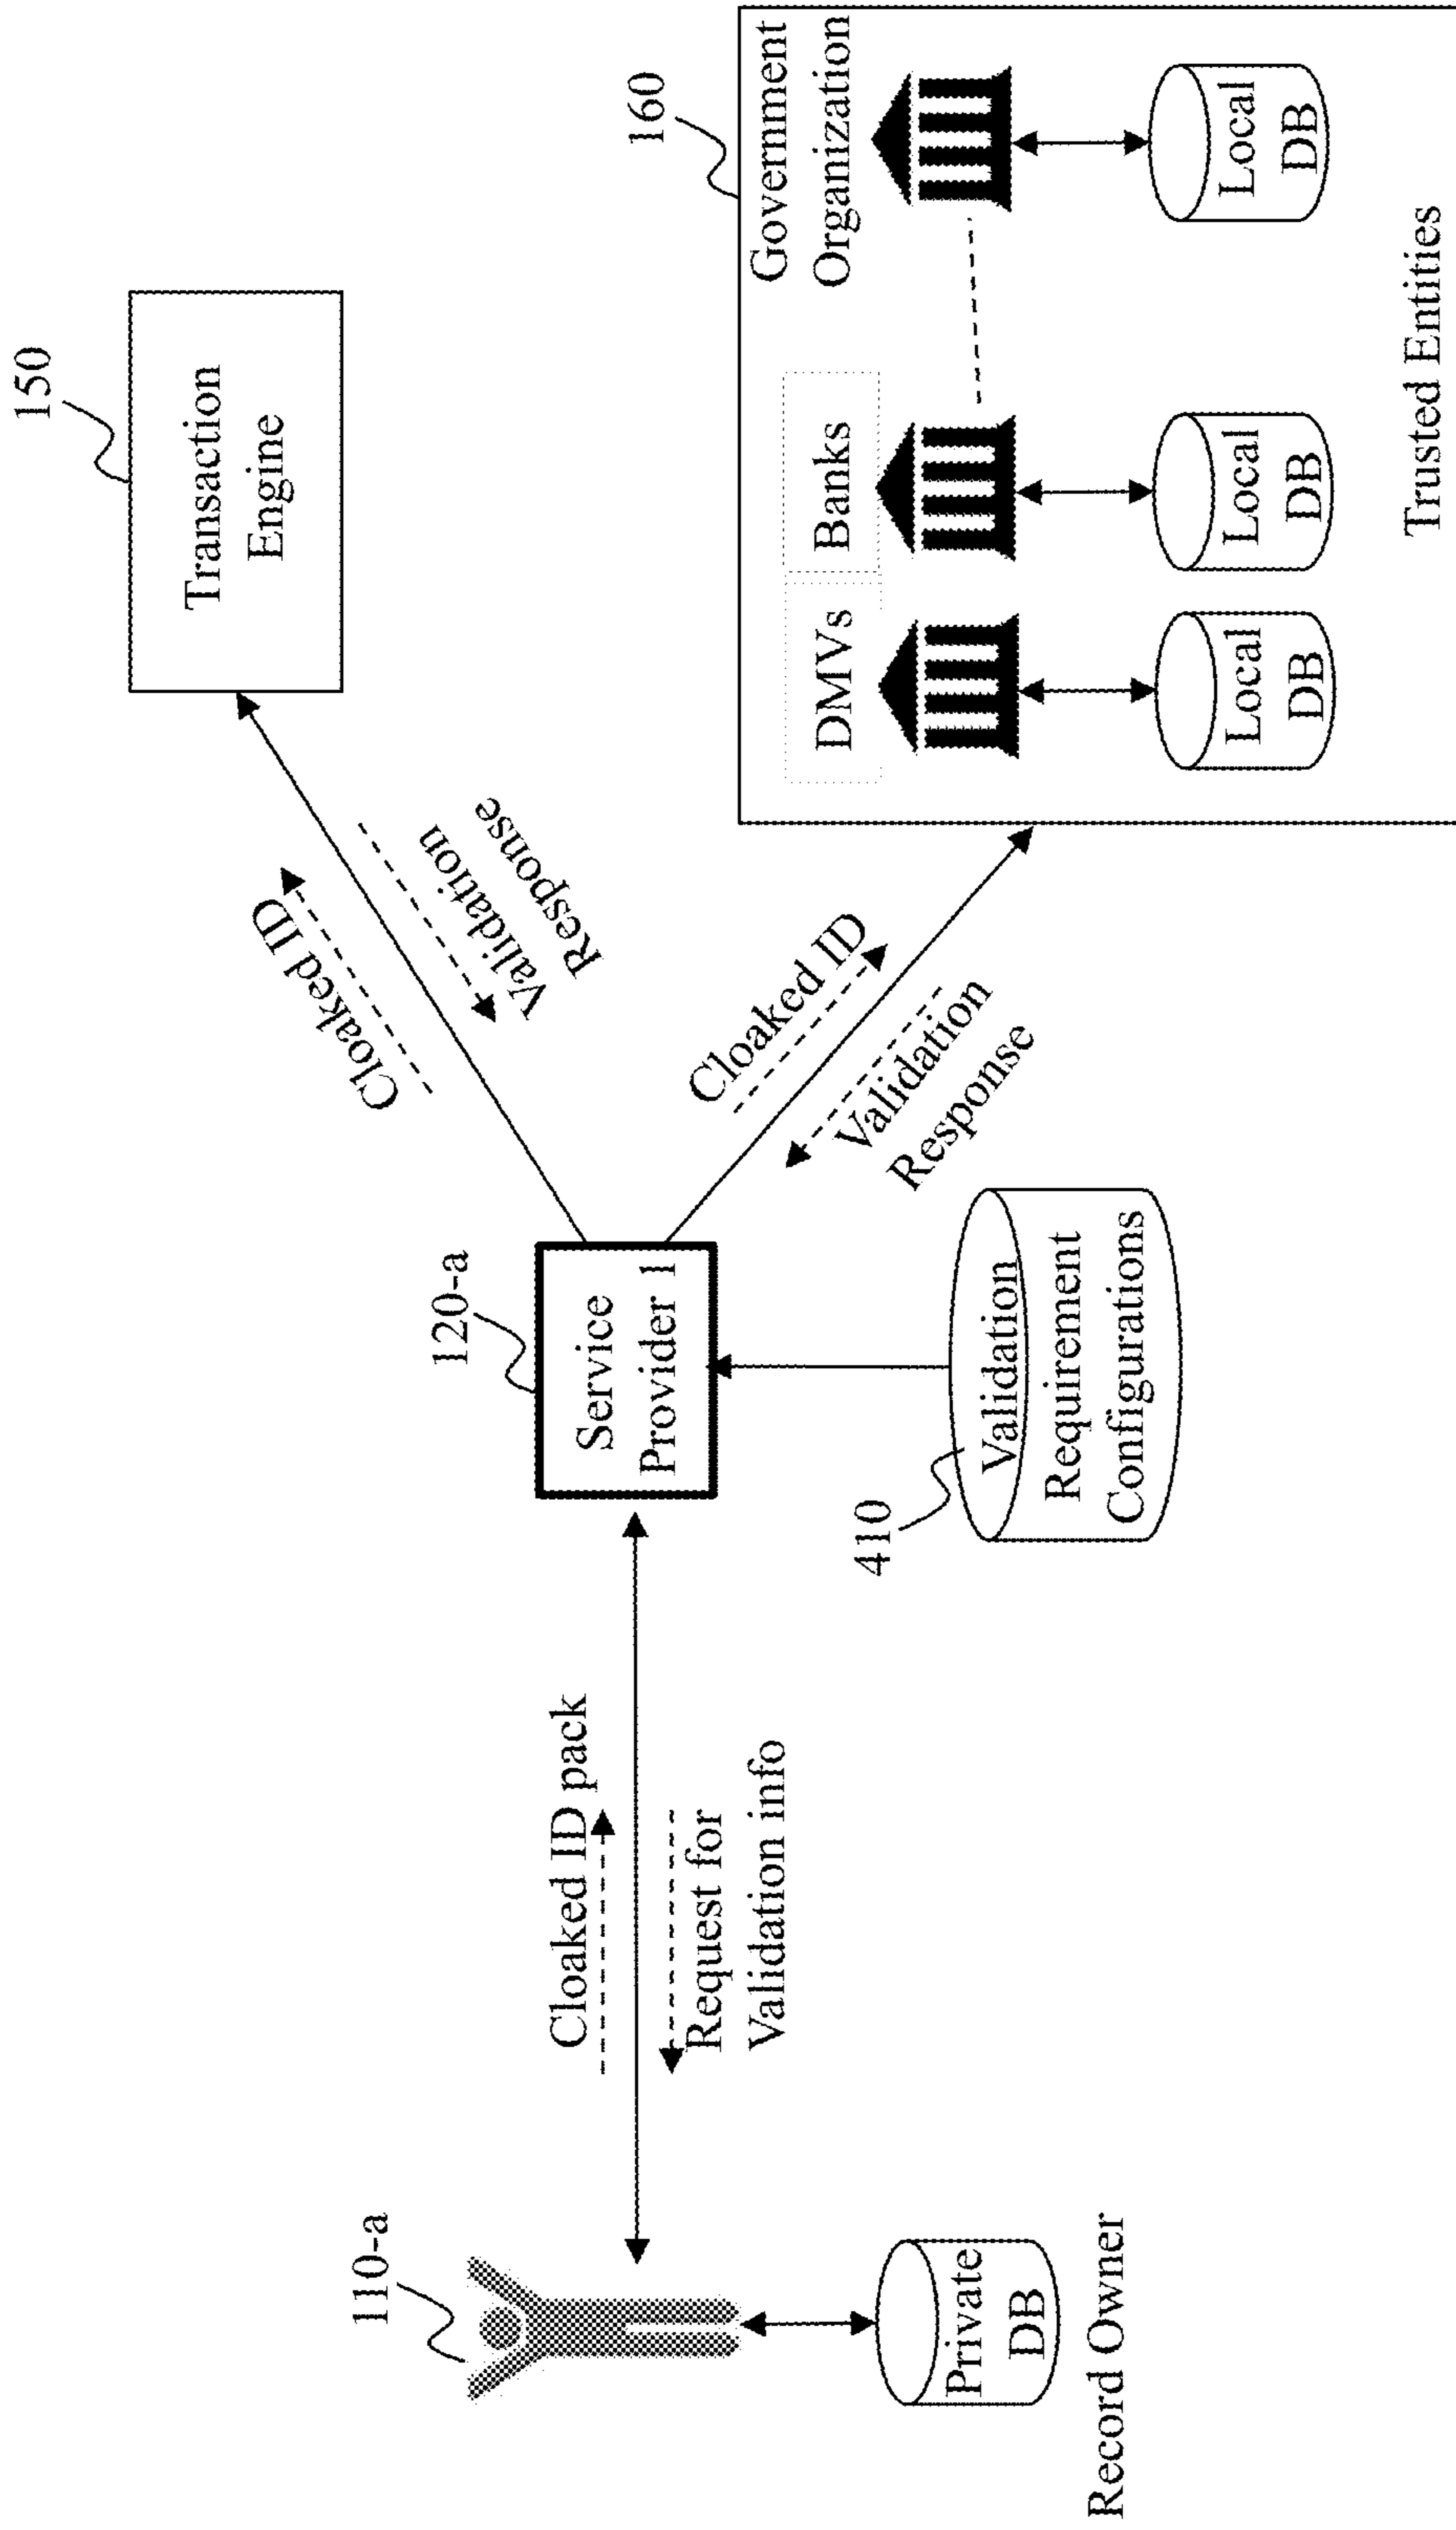 110-a
Private
DB
Record Owner
Cloaked ID pack
Request for
Validation info
120-a
Service
Provider 1
410
Validation
Requirement
Configurations
Cloaked ID
Validation
Response
150
Transaction
Engine
Cloaked ID
Validation
Response
160
Government
Organization
DMVs
Banks
Local
DB
Local
DB
Local
DB
Trusted Entities